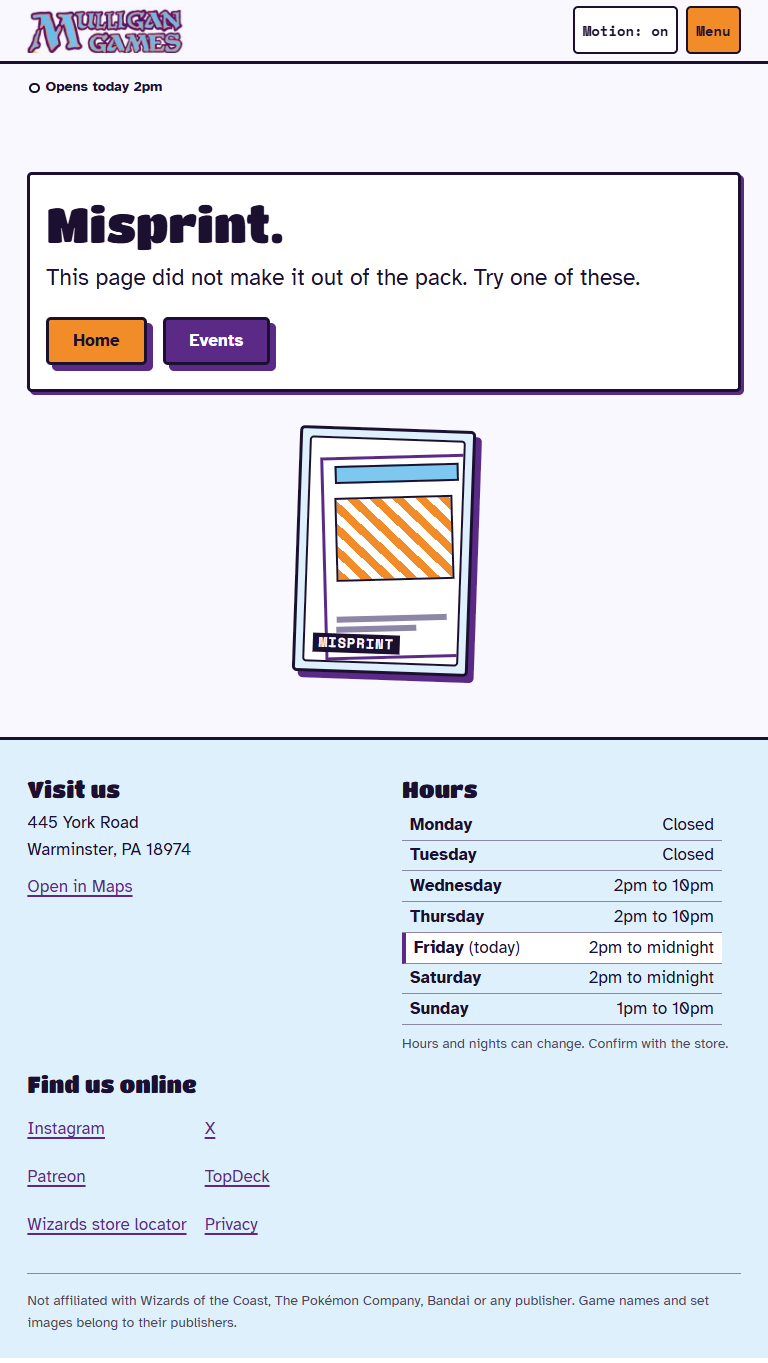 MULLIGAN
GAMES
Motion: on
Menu
Opens today 2pm
Misprint.
This page did not make it out of the pack. Try one of these.
Home
Events
MISPRINT
Visit us
445 York Road
Warminster, PA 18974
Open in Maps
Hours
Monday Closed
Tuesday Closed
Wednesday 2pm to 10pm
Thursday 2pm to 10pm
Friday (today) 2pm to midnight
Saturday 2pm to midnight
Sunday 1pm to 10pm
Hours and nights can change. Confirm with the store.
Find us online
Instagram X
Patreon TopDeck
Wizards store locator Privacy
Not affiliated with Wizards of the Coast, The Pokémon Company, Bandai or any publisher. Game names and set
images belong to their publishers.